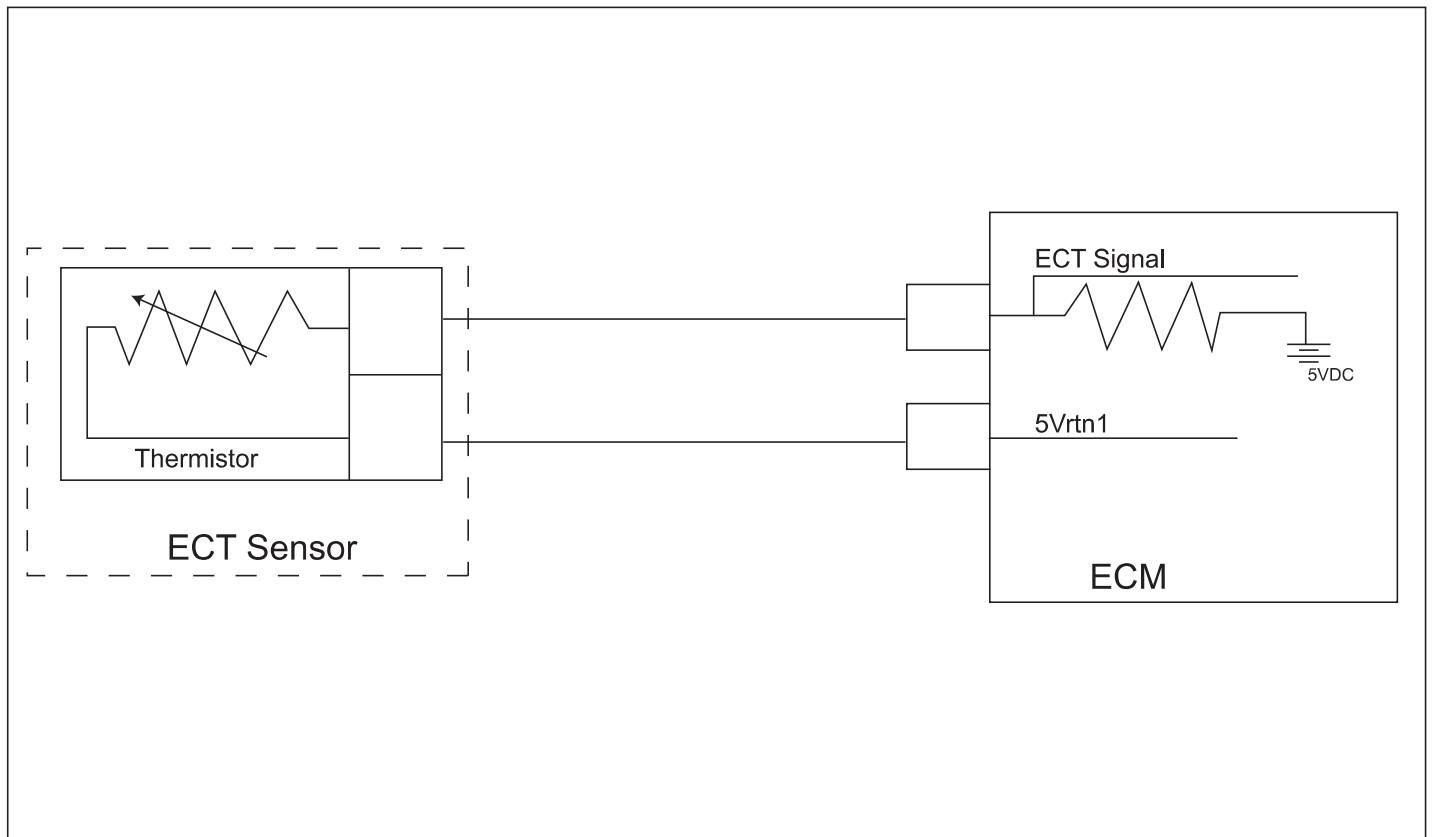 ECT Signal
5VDC
5Vrtn1
Thermistor
ECT Sensor
ECM